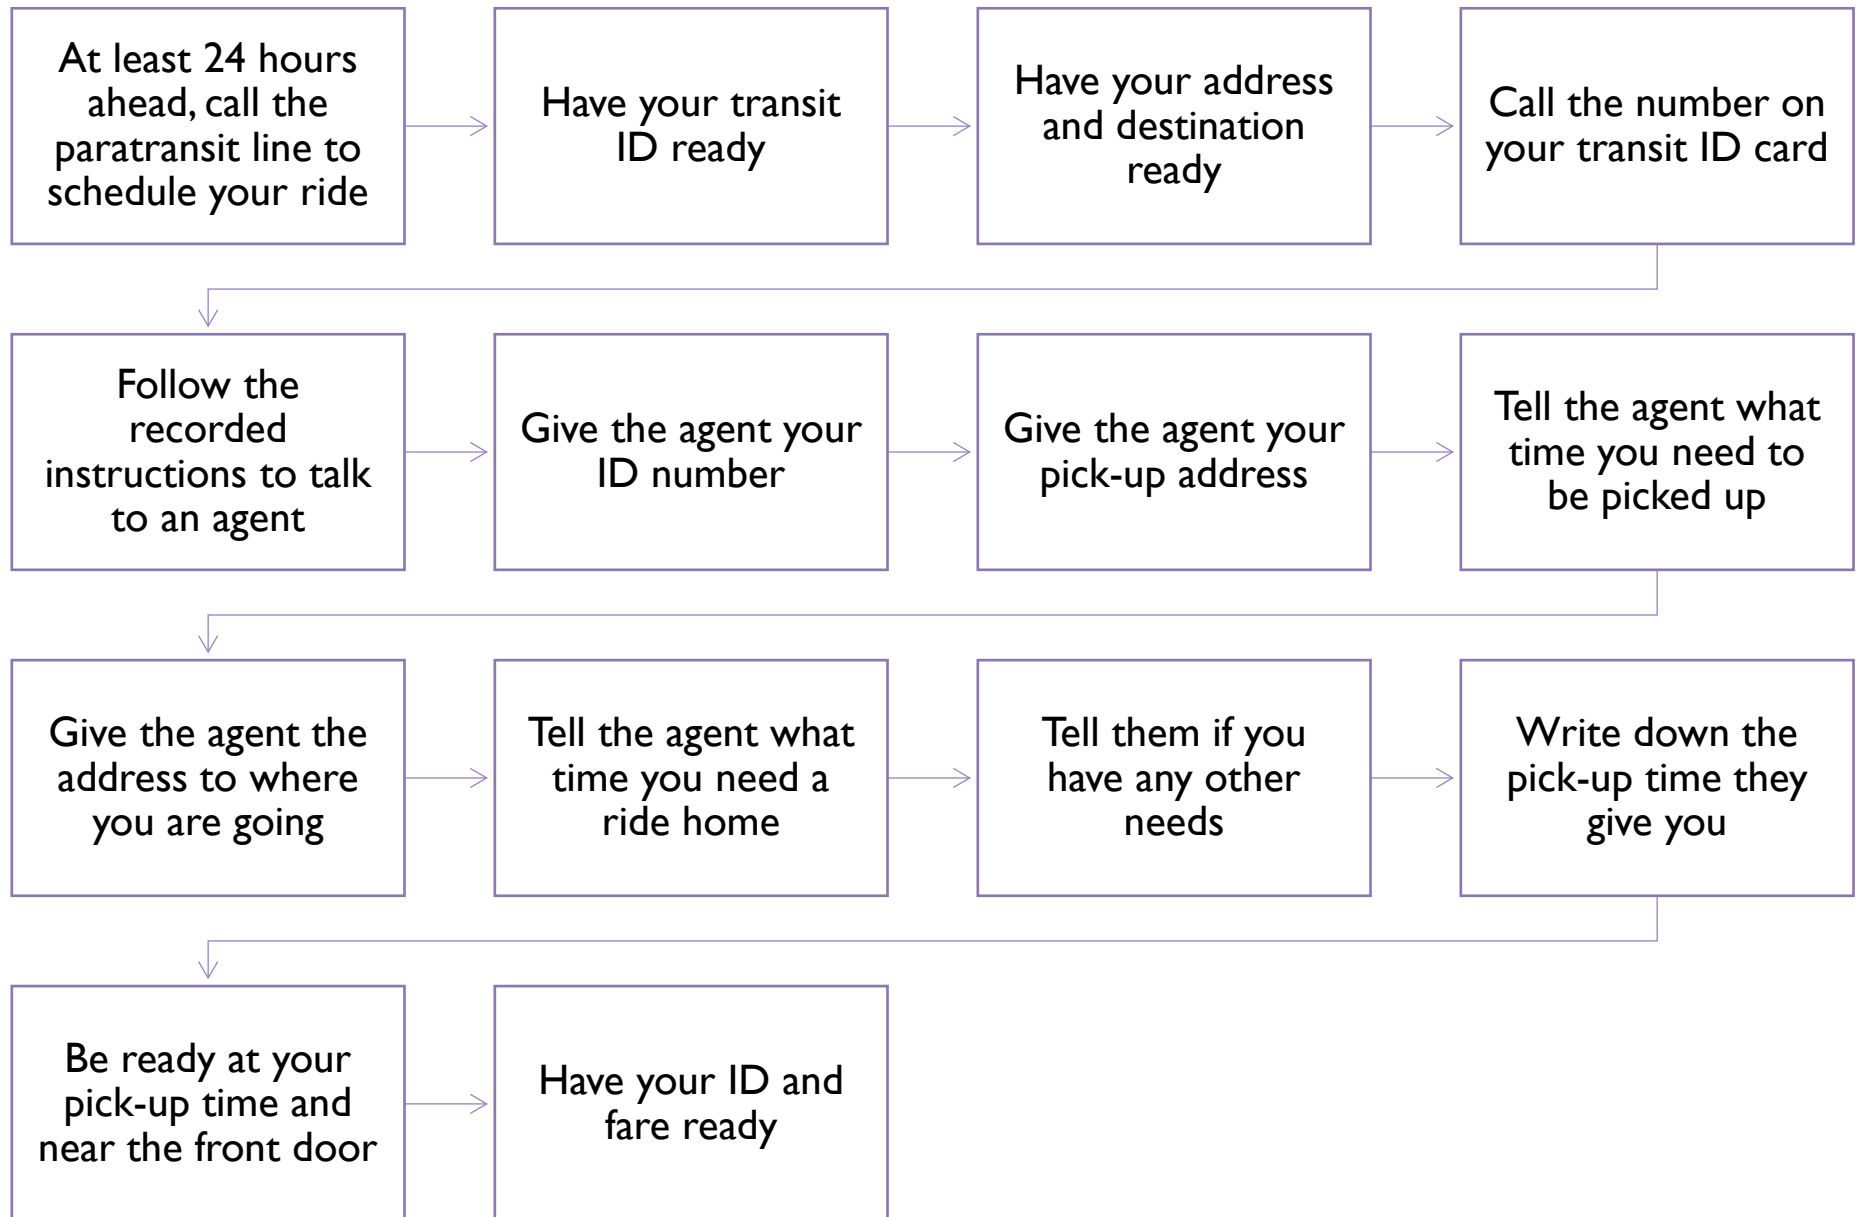 At least 24 hours
ahead, call the
paratransit line to
schedule your ride
Have your transit
ID ready
Have your address
and destination
ready
Call the number on
your transit ID card
Follow the
recorded
instructions to talk
to an agent
Give the agent your
ID number
Give the agent your
pick-up address
Tell the agent what
time you need to
be picked up
Give the agent the
address to where
you are going
Tell the agent what
time you need a
ride home
Tell them if you
have any other
needs
Write down the
pick-up time they
give you
Be ready at your
pick-up time and
near the front door
Have your ID and
fare ready